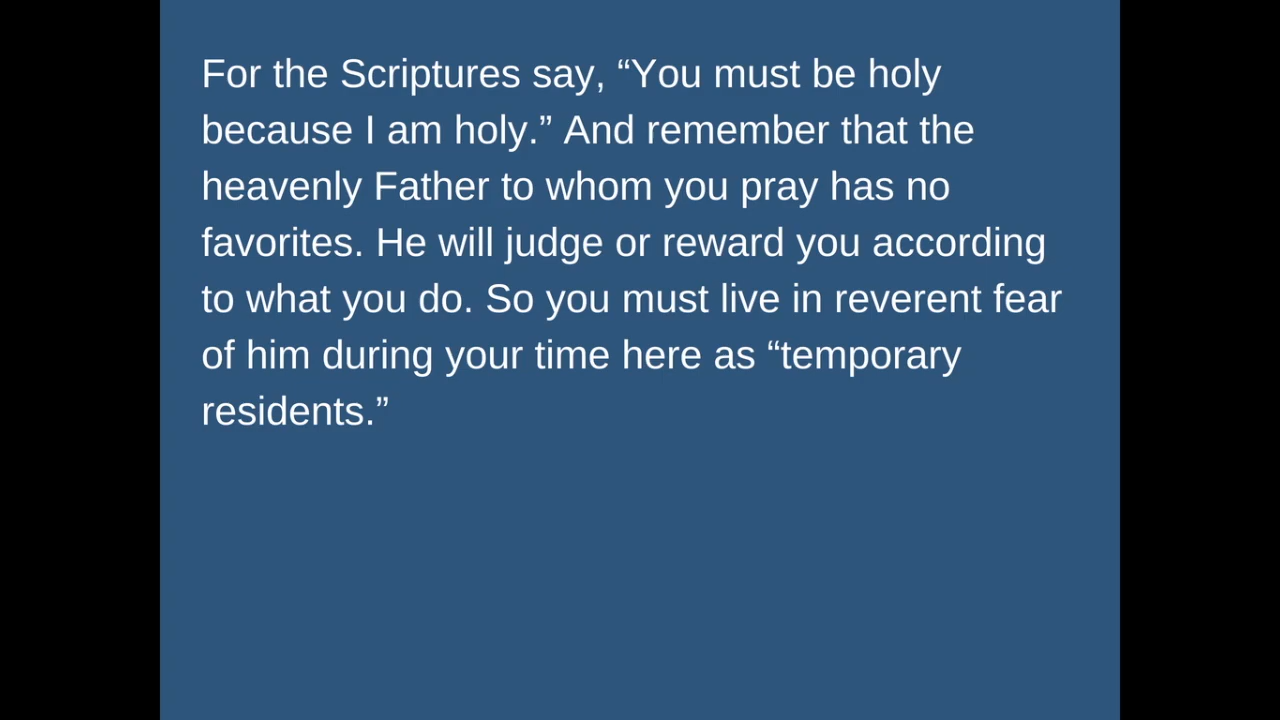 For the Scriptures say, “You must be holy
because I am holy.” And remember that the
heavenly Father to whom you pray has no
favorites. He will judge or reward you according
to what you do. So you must live in reverent fear
of him during your time here as “temporary
residents.”